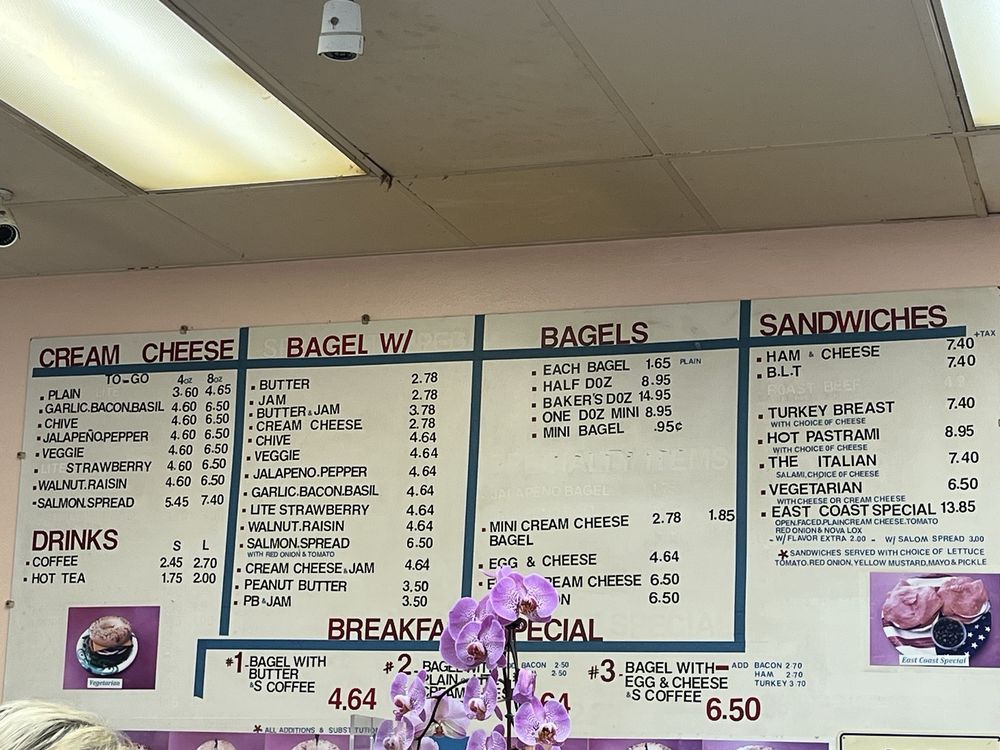 CREAM CHEESE
TO-GO 4oz 8oz
PLAIN 3.60 4.65
GARLIC.BACON.BASIL 4.60 6.50
CHIVE 4.60 6.50
JALAPEÑO.PEPPER 4.60 6.50
VEGGIE 4.60 6.50
LITE STRAWBERRY 4.60 6.50
WALNUT.RAISIN 4.60 6.50
SALMON.SPREAD 5.45 7.40
DRINKS
S L
COFFEE 2.45 2.70
HOT TEA 1.75 2.00
Vegetarian
BAGEL W/
BUTTER 2.78
JAM 2.78
BUTTER & JAM 3.78
CREAM CHEESE 2.78
CHIVE 4.64
VEGGIE 4.64
JALAPENO.PEPPER 4.64
GARLIC.BACON.BASIL 4.64
LITE STRAWBERRY 4.64
WALNUT.RAISIN 4.64
SALMON.SPREAD 6.50
WITH RED ONION & TOMATO
CREAM CHEESE & JAM 4.64
PEANUT BUTTER 3.50
PB & JAM 3.50
BAGELS
EACH BAGEL 1.65 PLAIN
HALF DOZ 8.95
BAKER'S DOZ 14.95
ONE DOZ MINI 8.95
MINI BAGEL .95¢
JALAPENO BAGEL
MINI CREAM CHEESE 2.78 1.85
BAGEL
EGG & CHEESE 4.64
CREAM CHEESE 6.50
6.50
SANDWICHES
+TAX
HAM & CHEESE 7.40
B.L.T 7.40
ROAST BEEF
TURKEY BREAST 7.40
WITH CHOICE OF CHEESE
HOT PASTRAMI 8.95
WITH CHOICE OF CHEESE
THE ITALIAN 7.40
SALAMI,CHOICE OF CHEESE
VEGETARIAN 6.50
WITH CHEESE OR CREAM CHEESE
EAST COAST SPECIAL 13.85
OPEN.FACED.PLAINCREAM CHEESE.TOMATO
RED ONION & NOVA LOX
- W/ FLAVOR EXTRA 2.00 - W/ SALOM SPREAD 3.00
* SANDWICHES SERVED WITH CHOICE OF LETTUCE
TOMATO.RED ONION,YELLOW MUSTARD,MAYO & PICKLE
East Coast Special
BREAKFA PECIAL
#1 BAGEL WITH
BUTTER
&S COFFEE 4.64
#2 BAGEL
PLAIN
BACON 2.50
2.50
#3 BAGEL WITH
EGG & CHEESE
&S COFFEE 6.50
ADD BACON 2.70
HAM 2.70
TURKEY 3.70
* ALL ADDITIONS & SUBSTITUTION